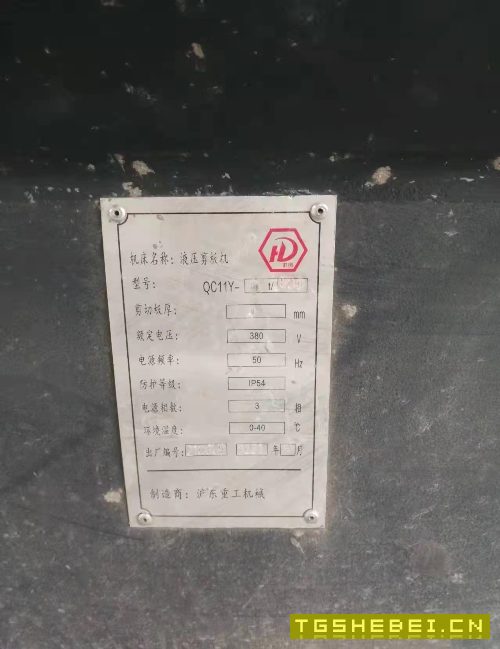 HD
机床名称: 液压剪板机
型号: QC11Y- t/
剪切板厚: mm
额定电压: 380 V
电源频率: 50 Hz
防护等级: IP54
电源相数: 3 相
环境温度: 0-40 ℃
出厂编号: 年 月
制造商: 沪东重工机械
TGSHEBEI.CN